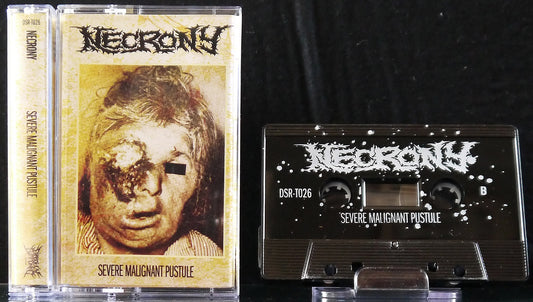 DSR-T026
NECRONY
SEVERE MALIGNANT PUSTULE
NECRONY
SEVERE MALIGNANT PUSTULE
NECRONY
DSR-T026
B
SEVERE MALIGNANT PUSTULE